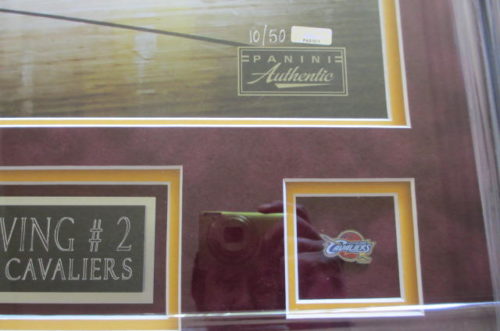 10/50
PANINI
Authentic
VING # 2
CAVALIERS
CAVALIERS